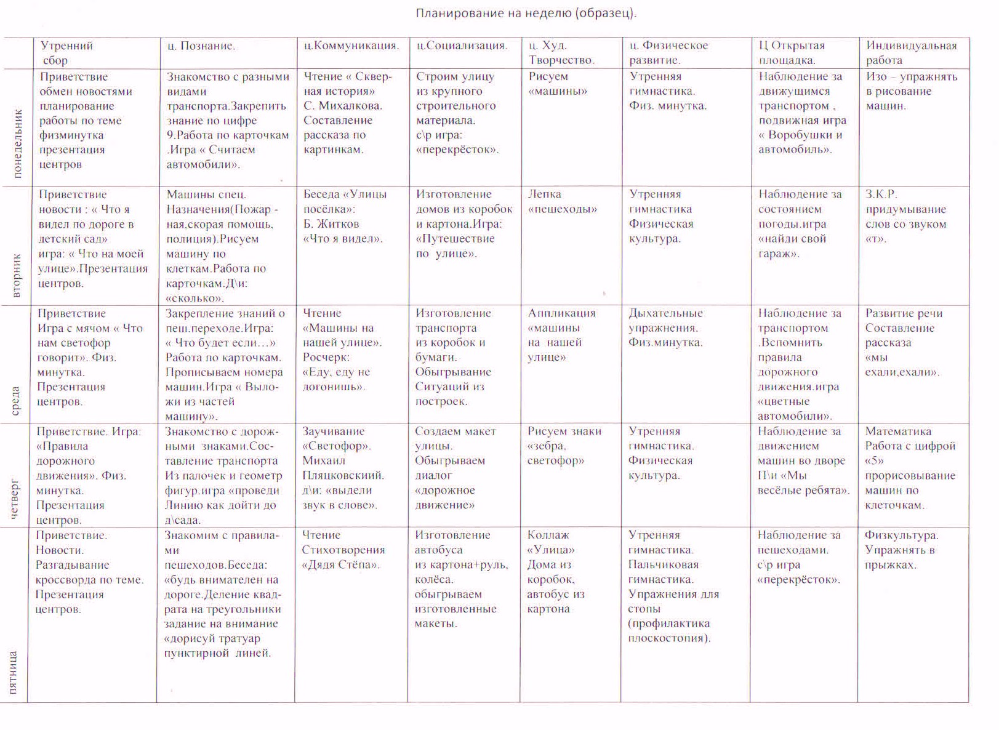 Планирование на неделю (образец).
Утренний
сбор
ц. Познание.
ц.Коммуникация.
ц.Социализация.
ц. Худ.
Творчество.
ц. Физическое
развитие.
Ц Открытая
площадка.
Индивидуальная
работа
понедельник
Приветствие
обмен новостями
планирование
работы по теме
физминутка
презентация
центров
Знакомство с разными
видами
транспорта.Закрепить
знание по цифре
9.Работа по карточкам
.Игра « Считаем
автомобили».
Чтение « Сквер-
ная история»
С. Михалкова.
Составление
рассказа по
картинкам.
Строим улицу
из крупного
строительного
материала.
с\р игра:
«перекрёсток».
Рисуем
«машины»
Утренняя
гимнастика.
Физ. минутка.
Наблюдение за
движущимся
транспортом ,
подвижная игра
« Воробушки и
автомобиль».
Изо – упражнять
в рисование
машин.
вторник
Приветствие
новости : « Что я
видел по дороге в
детский сад»
игра: « Что на моей
улице».Презентация
центров.
Машины спец.
Назначения(Пожар -
ная.скорая помощь,
полиция).Рисуем
машину по
клеткам.Работа по
карточкам.Д\и:
«сколько».
Беседа «Улицы
посёлка»:
Б. Житков
«Что я видел».
Изготовление
домов из коробок
и картона.Игра:
«Путешествие
по улице».
Лепка
«пешеходы»
Утренняя
гимнастика
Физическая
культура.
Наблюдение за
состоянием
погоды.игра
«найди свой
гараж».
З.К.Р.
придумывание
слов со звуком
«т».
среда
Приветствие
Игра с мячом « Что
нам светофор
говорит». Физ.
минутка.
Презентация
центров.
Закрепление знаний о
пеш.переходе.Игра:
« Что будет если…»
Работа по карточкам.
Прописываем номера
машин.Игра « Выло-
жи из частей
машину».
Чтение
«Машины на
нашей улице».
Росчерк:
«Еду, еду не
догонишь».
Изготовление
транспорта
из коробок и
бумаги.
Обыгрывание
Ситуаций из
построек.
Аппликация
«машины
на нашей
улице»
Дыхательные
упражнения.
Физ.минутка.
Наблюдение за
транспортом
.Вспомнить
правила
дорожного
движения.игра
«цветные
автомобили».
Развитие речи
Составление
рассказа
«мы
ехали,ехали».
четверг
Приветствие. Игра:
«Правила
дорожного
движения». Физ.
минутка.
Презентация
центров.
Знакомство с дорож-
ными знаками.Сос-
тавление транспорта
Из палочек и геометр
фигур.игра «проведи
Линию как дойти до
д\сада.
Заучивание
«Светофор».
Михаил
Пляцковскиий.
д\и: «выдели
звук в слове».
Создаем макет
улицы.
Обыгрываем
диалог
«дорожное
движение»
Рисуем знаки
«зебра,
светофор»
Утренняя
гимнастика.
Физическая
культура.
Наблюдение за
движением
машин во дворе
П\и «Мы
весёлые ребята».
Математика
Работа с цифрой
«5»
прорисовывание
машин по
клеточкам.
пятница
Приветствие.
Новости.
Разгадывание
кроссворда по теме.
Презентация
центров.
Знакомим с правила-
ми
пешеходов.Беседа:
«будь внимателен на
дороге.Деление квад-
рата на треугольники
задание на внимание
«дорисуй тратуар
пунктирной линей.
Чтение
Стихотворения
«Дядя Стёпа».
Изготовление
автобуса
из картона+руль,
колёса.
обыгрываем
изготовленные
макеты.
Коллаж
«Улица»
Дома из
коробок,
автобус из
картона
Утренняя
гимнастика.
Пальчиковая
гимнастика.
Упражнения для
стопы
(профилактика
плоскостопия).
Наблюдение за
пешеходами.
с\р игра
«перекрёсток».
Физкультура.
Упражнять в
прыжках.